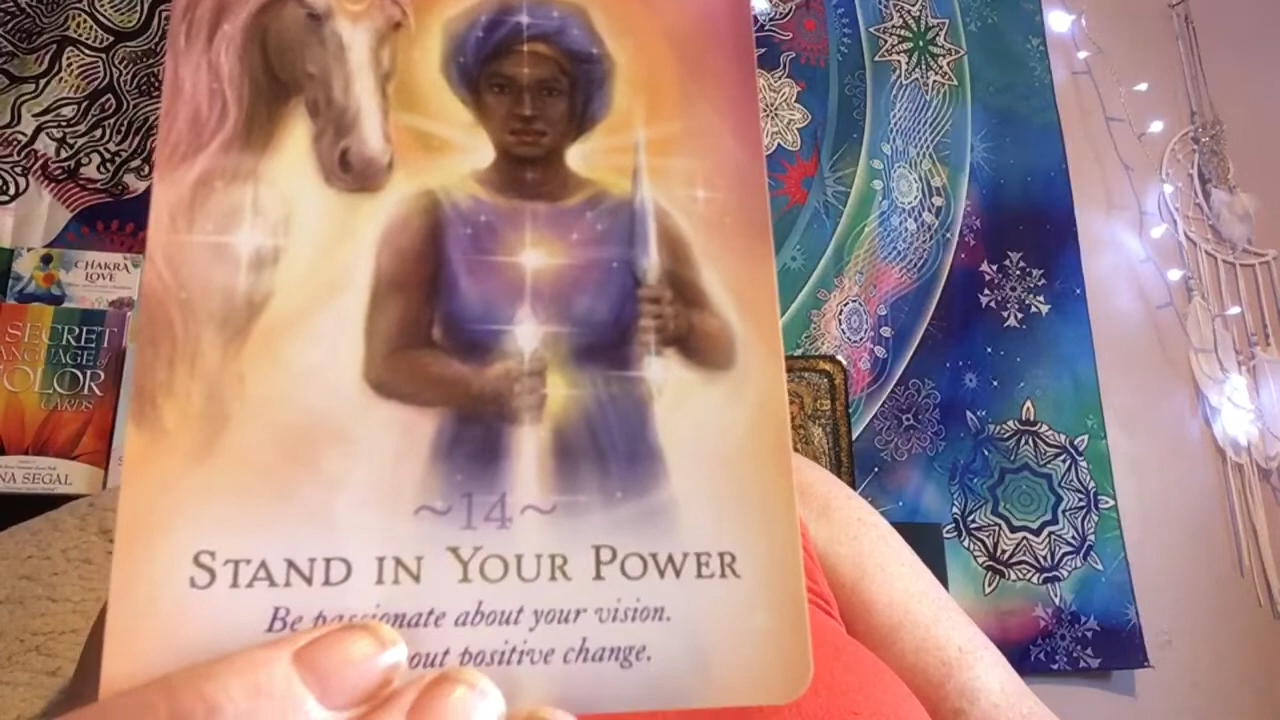 CHAKRA
LOVE
SECRET
LANGUAGE of
COLOR
CARDS
NA SEGAL
~14~
STAND IN YOUR POWER
Be passionate about your vision.
out positive change.